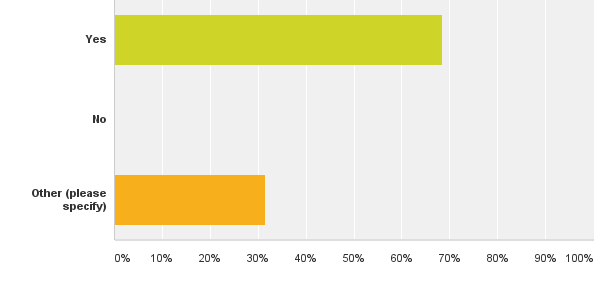 Yes
No
Other (please
specify)
0% 10% 20% 30% 40% 50% 60% 70% 80% 90% 100%